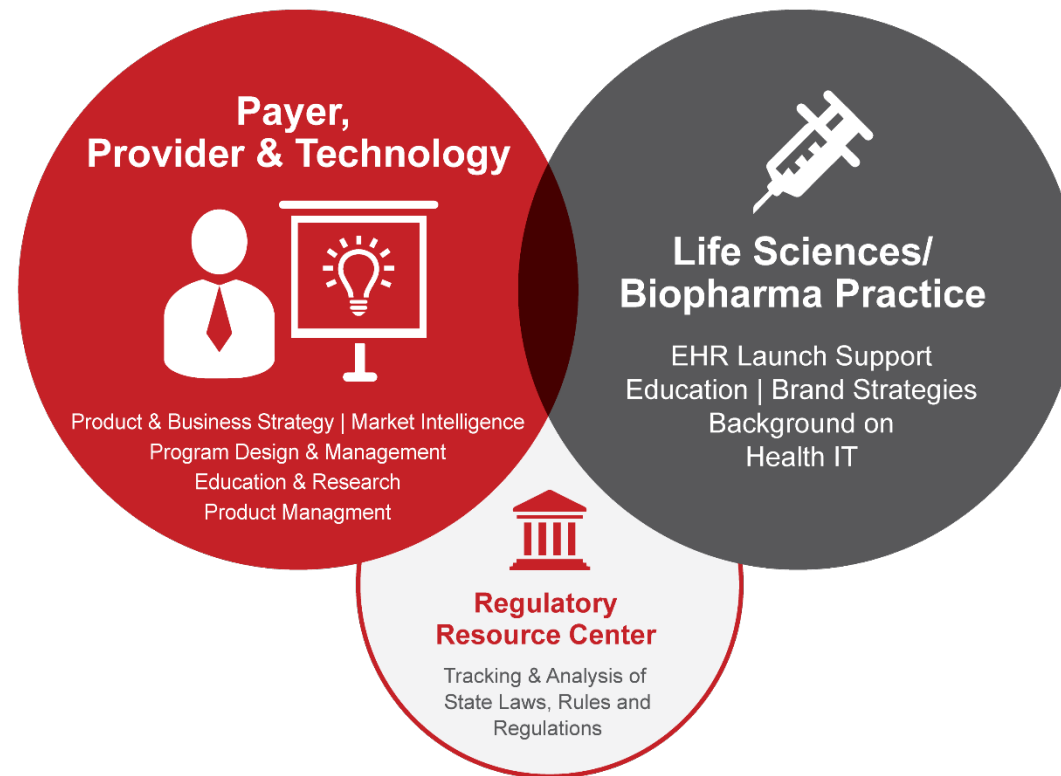 Payer,
Provider & Technology
Product & Business Strategy | Market Intelligence
Program Design & Management
Education & Research
Product Managment
Life Sciences/
Biopharma Practice
EHR Launch Support
Education | Brand Strategies
Background on
Health IT
Regulatory
Resource Center
Tracking & Analysis of
State Laws, Rules and
Regulations